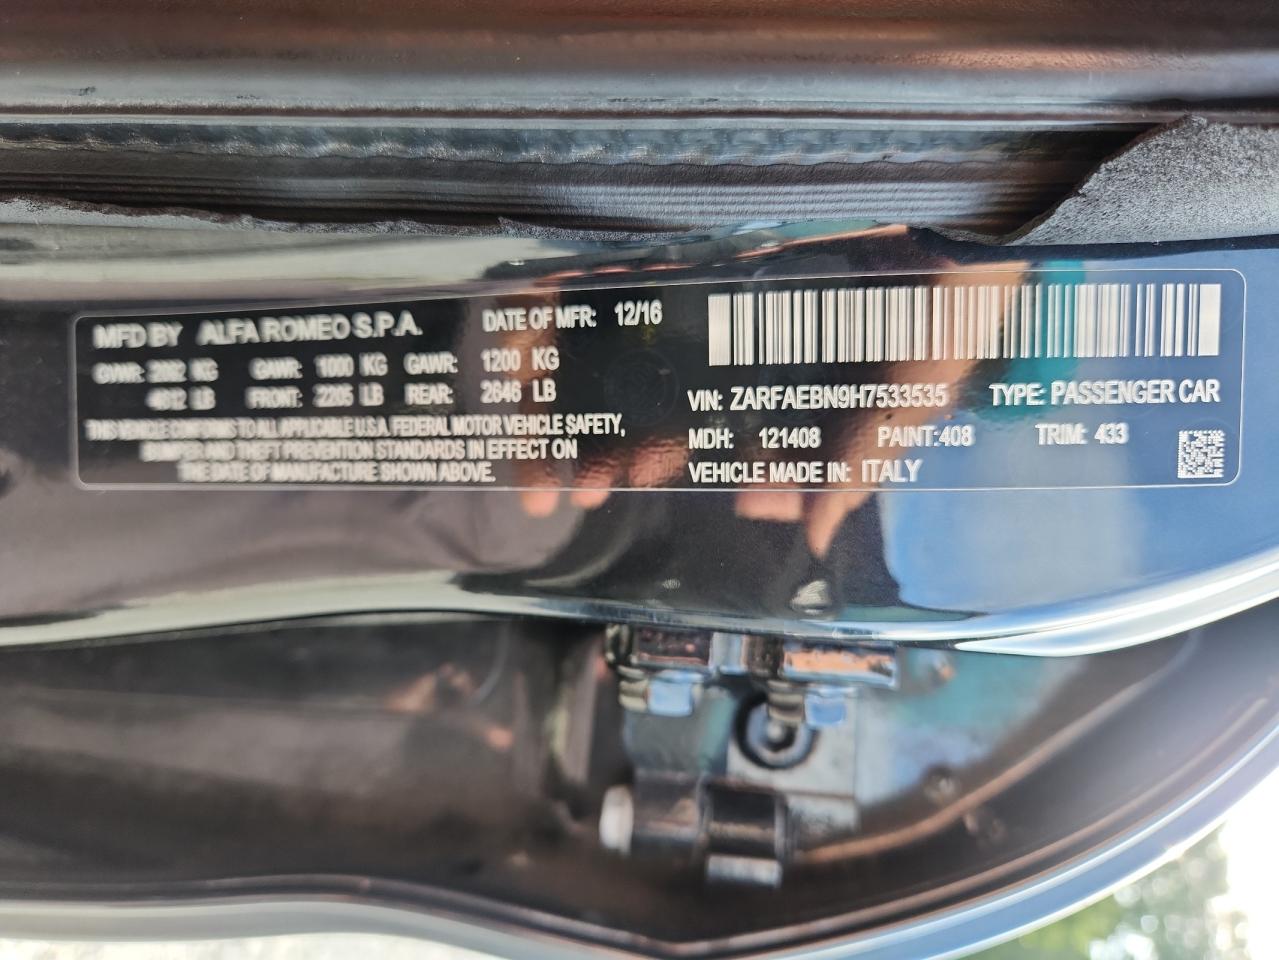 MFD BY ALFA ROMEO S.P.A. DATE OF MFR: 12/16
GVWR: 2092 KG GAWR: 1000 KG GAWR: 1200 KG
4612 LB FRONT: 2205 LB REAR: 2646 LB
THIS VEHICLE CONFORMS TO ALL APPLICABLE U.S.A. FEDERAL MOTOR VEHICLE SAFETY,
BUMPER AND THEFT PREVENTION STANDARDS IN EFFECT ON
THE DATE OF MANUFACTURE SHOWN ABOVE.
VIN: ZARFAEBN9H7533535 TYPE: PASSENGER CAR
MDH: 121408 PAINT:408 TRIM: 433
VEHICLE MADE IN: ITALY